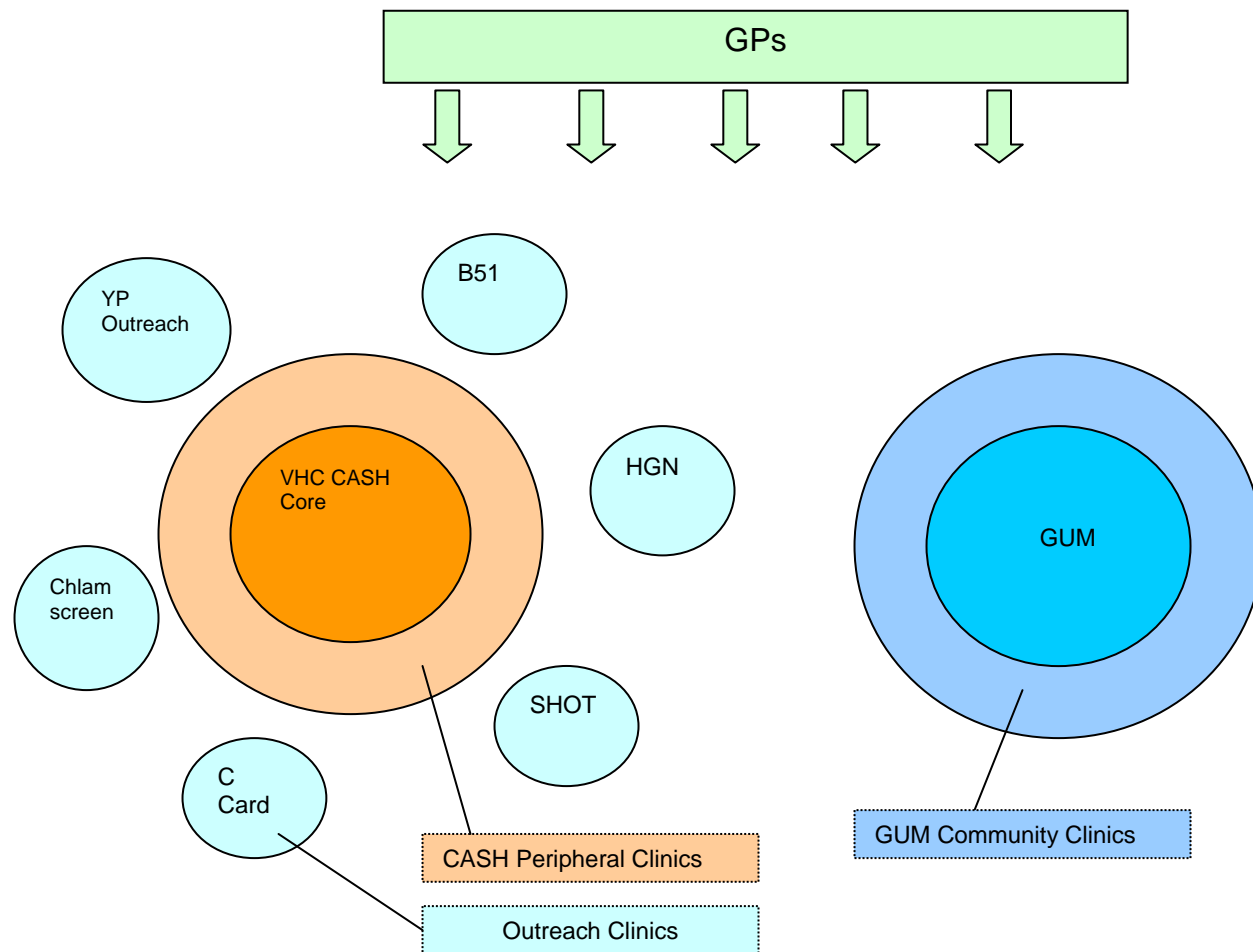 GPs
B51
YP
Outreach
HGN
VHC CASH
Core
GUM
Chlam
screen
SHOT
C
Card
CASH Peripheral Clinics
GUM Community Clinics
Outreach Clinics